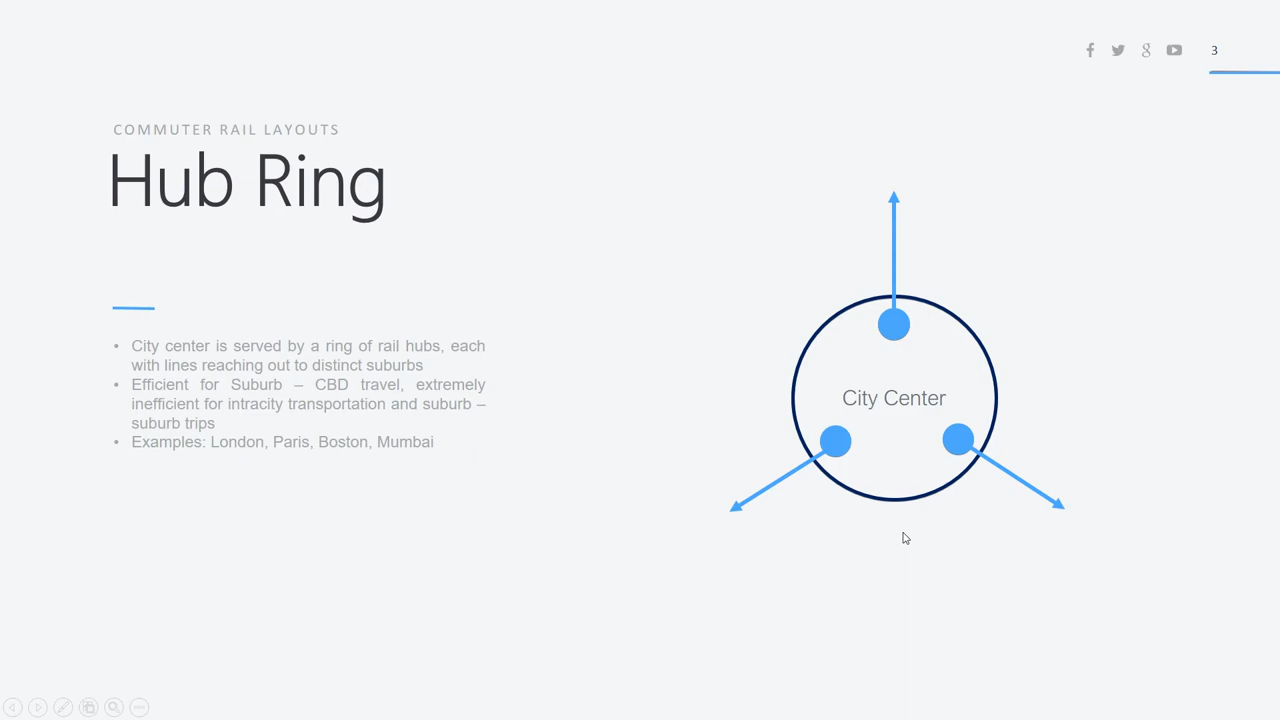 3
COMMUTER RAIL LAYOUTS
Hub Ring
• City center is served by a ring of rail hubs, each
with lines reaching out to distinct suburbs
• Efficient for Suburb – CBD travel, extremely
inefficient for intracity transportation and suburb –
suburb trips
• Examples: London, Paris, Boston, Mumbai
City Center